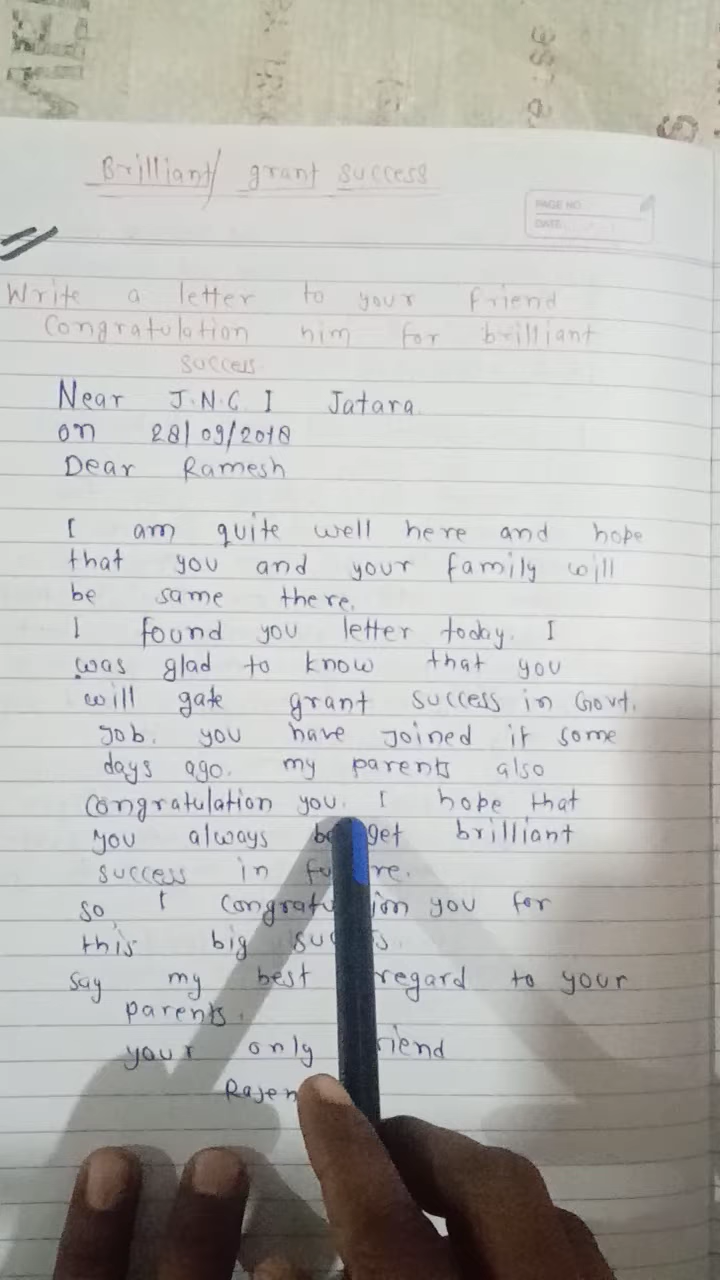 Brilliant/ grant success
PAGE NO
DATE
Write a letter to your friend
Congratulation him for brilliant
success
Near J.N.C I Jatara
on 28/09/2018
Dear Ramesh
I am quite well here and hope
that you and your family will
be same there.
I found you letter today. I
was glad to know that you
will gate grant success in Govt.
Job. you have Joined it some
days ago. my parents also
Congratulation you. I hope that
you always get brilliant
success in
so, I you for
this big
say my best regard to your
parents.
your only